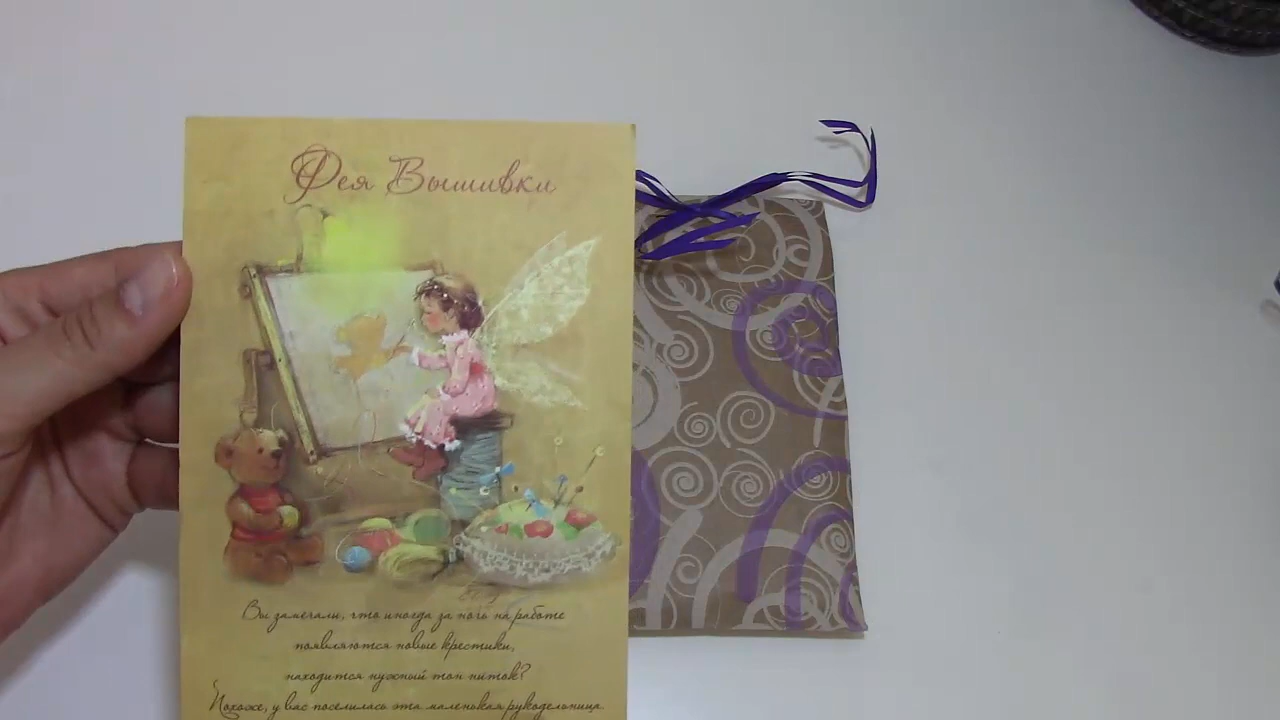 Фея Вышивки
Вы замечали, что иногда за ночь на работе
появляются новые крестики,
находится нужный тон ниток?
Похоже, у вас поселилась эта маленькая рукодельница